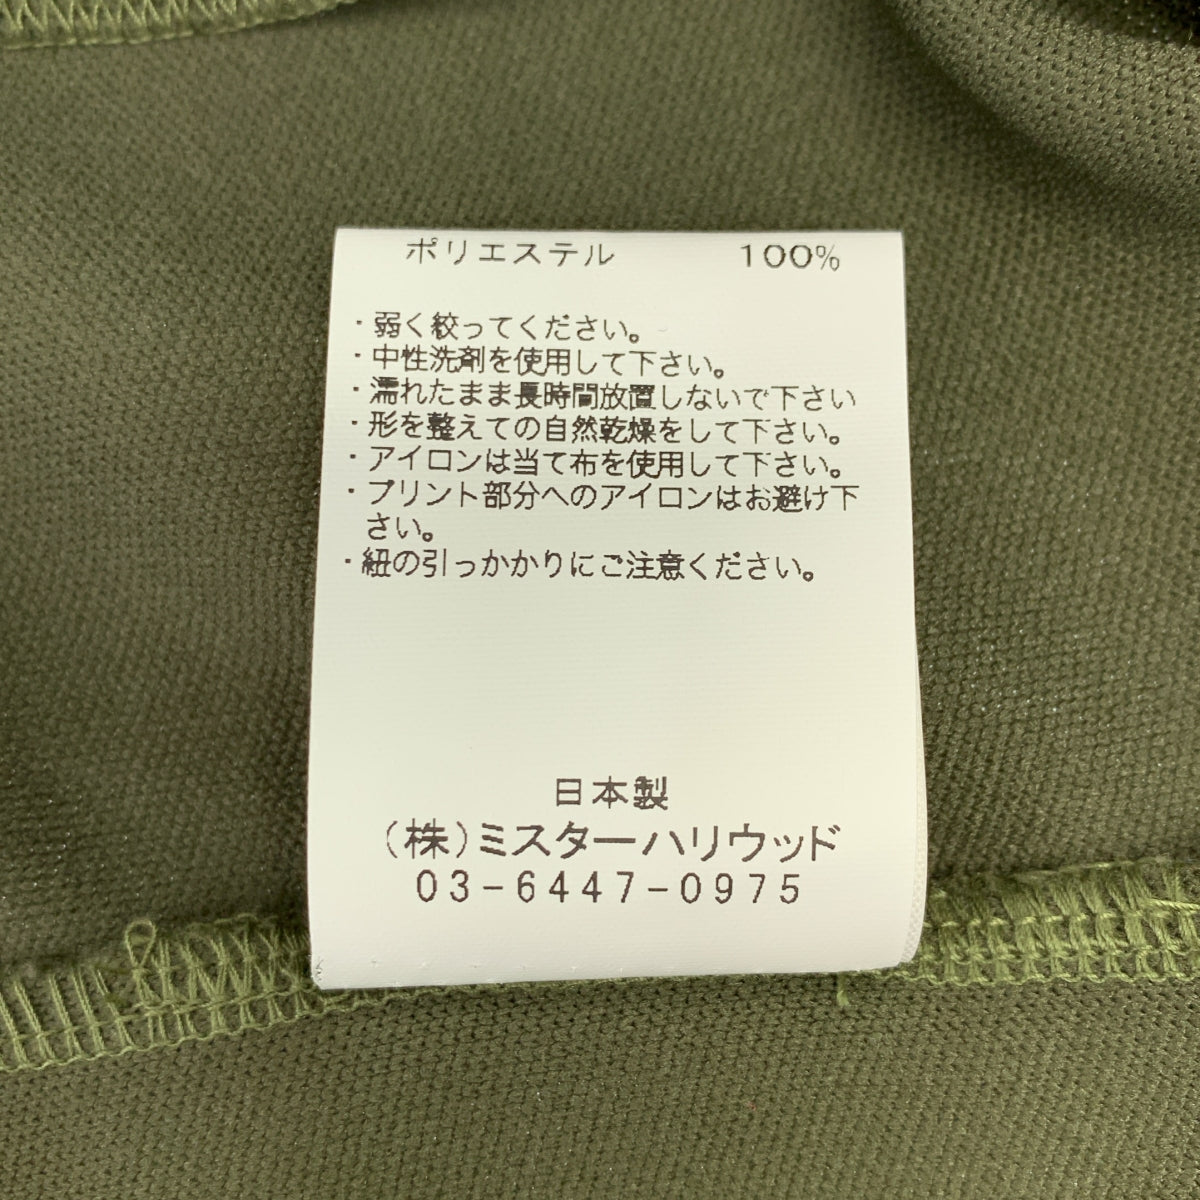 ポリエステル 100%
・弱く絞ってください。
・中性洗剤を使用して下さい。
・濡れたまま長時間放置しないで下さい
・形を整えての自然乾燥をして下さい。
・アイロンは当て布を使用して下さい。
・プリント部分へのアイロンはお避け下
さい。
・紐の引っかかりにご注意ください。
日本製
(株)ミスターハリウッド
03-6447-0975